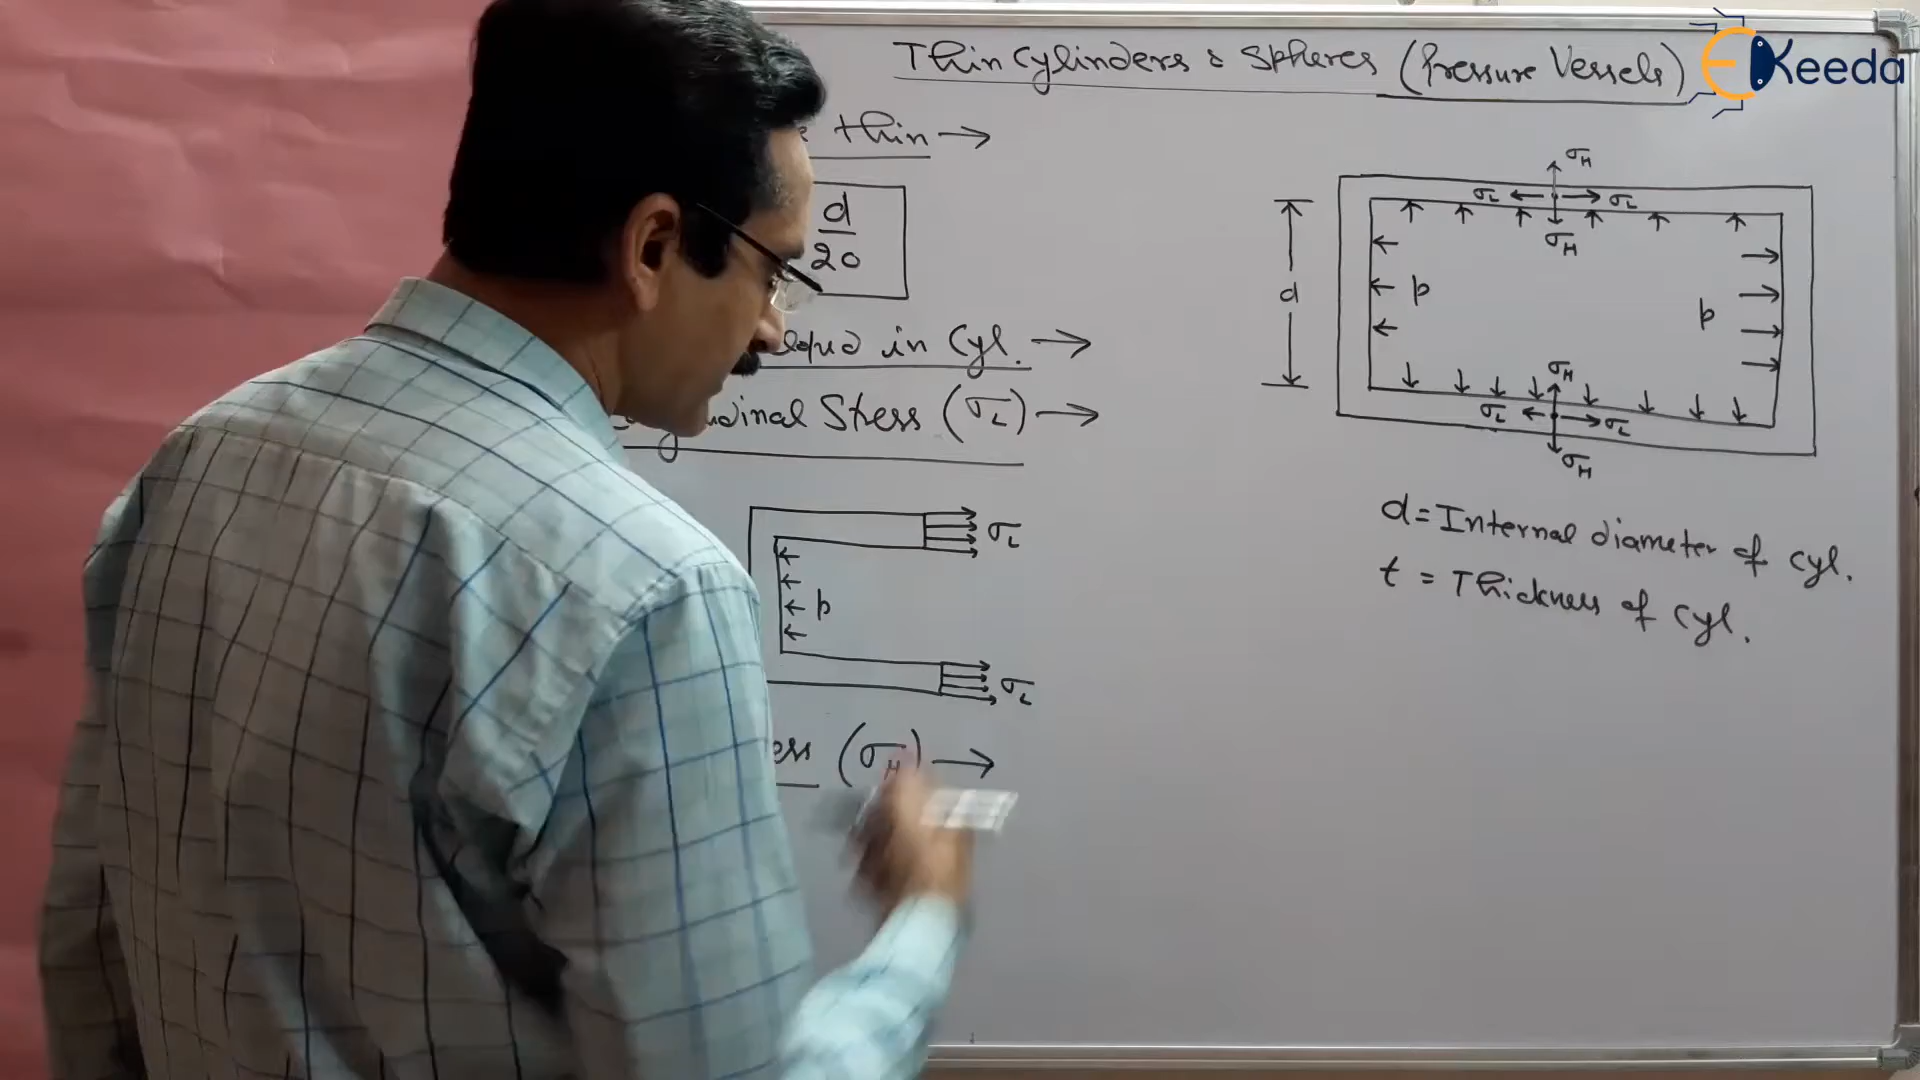 Thin Cylinders & Spheres (Pressure Vessels)
EKeeda
thin →
d
20
in Cyl. →
Stress (σL) →
σL
p
σL
(σH) →
σH
σL σL
σH
d
p
p
σH
σL σL
σH
d = Internal diameter of cyl.
t = Thickness of cyl.